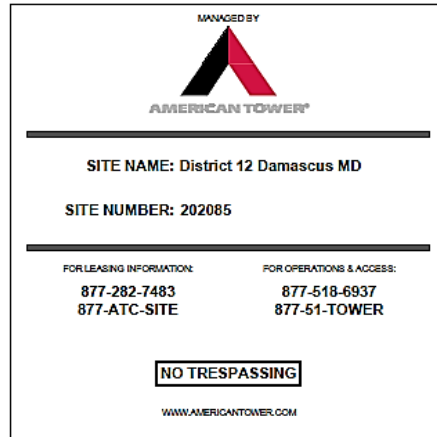 MANAGED BY
AMERICAN TOWER®
SITE NAME: District 12 Damascus MD
SITE NUMBER: 202085
FOR LEASING INFORMATION:
877-282-7483
877-ATC-SITE
FOR OPERATIONS & ACCESS:
877-518-6937
877-51-TOWER
NO TRESPASSING
WWW.AMERICANTOWER.COM